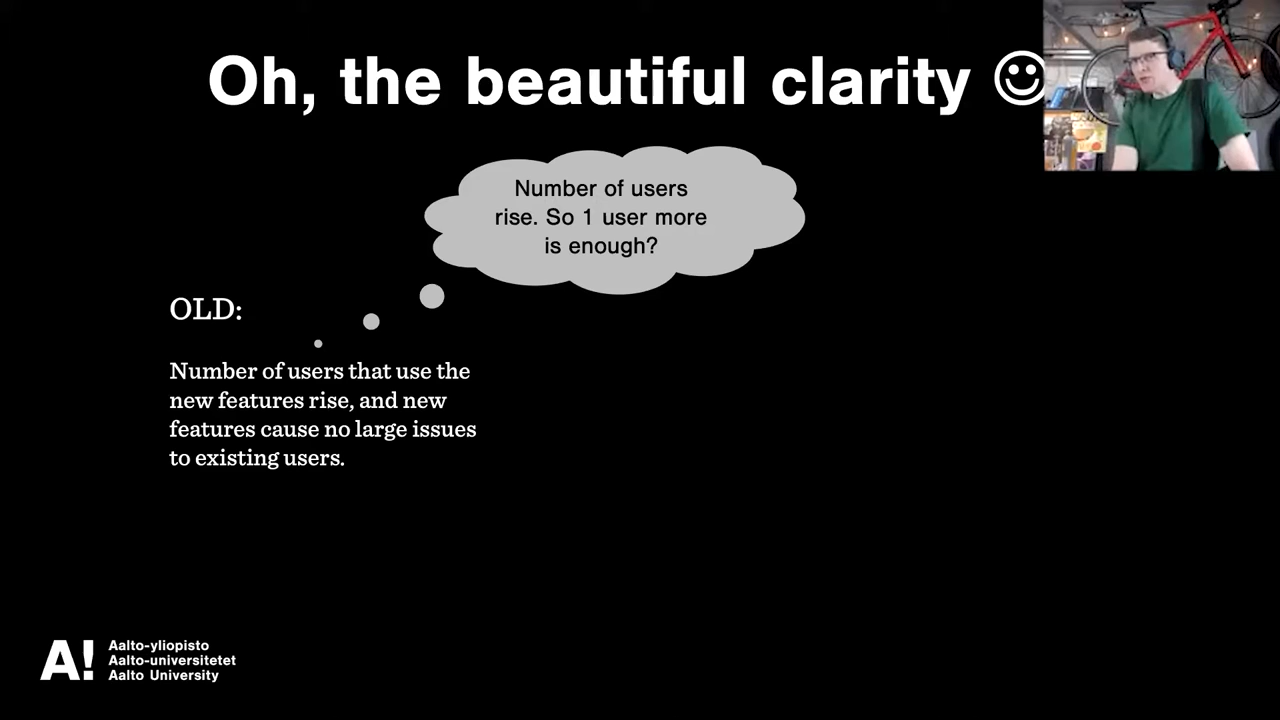 Oh, the beautiful clarity ☺
Number of users
rise. So 1 user more
is enough?
OLD:
Number of users that use the
new features rise, and new
features cause no large issues
to existing users.
A!
Aalto-yliopisto
Aalto-universitetet
Aalto University